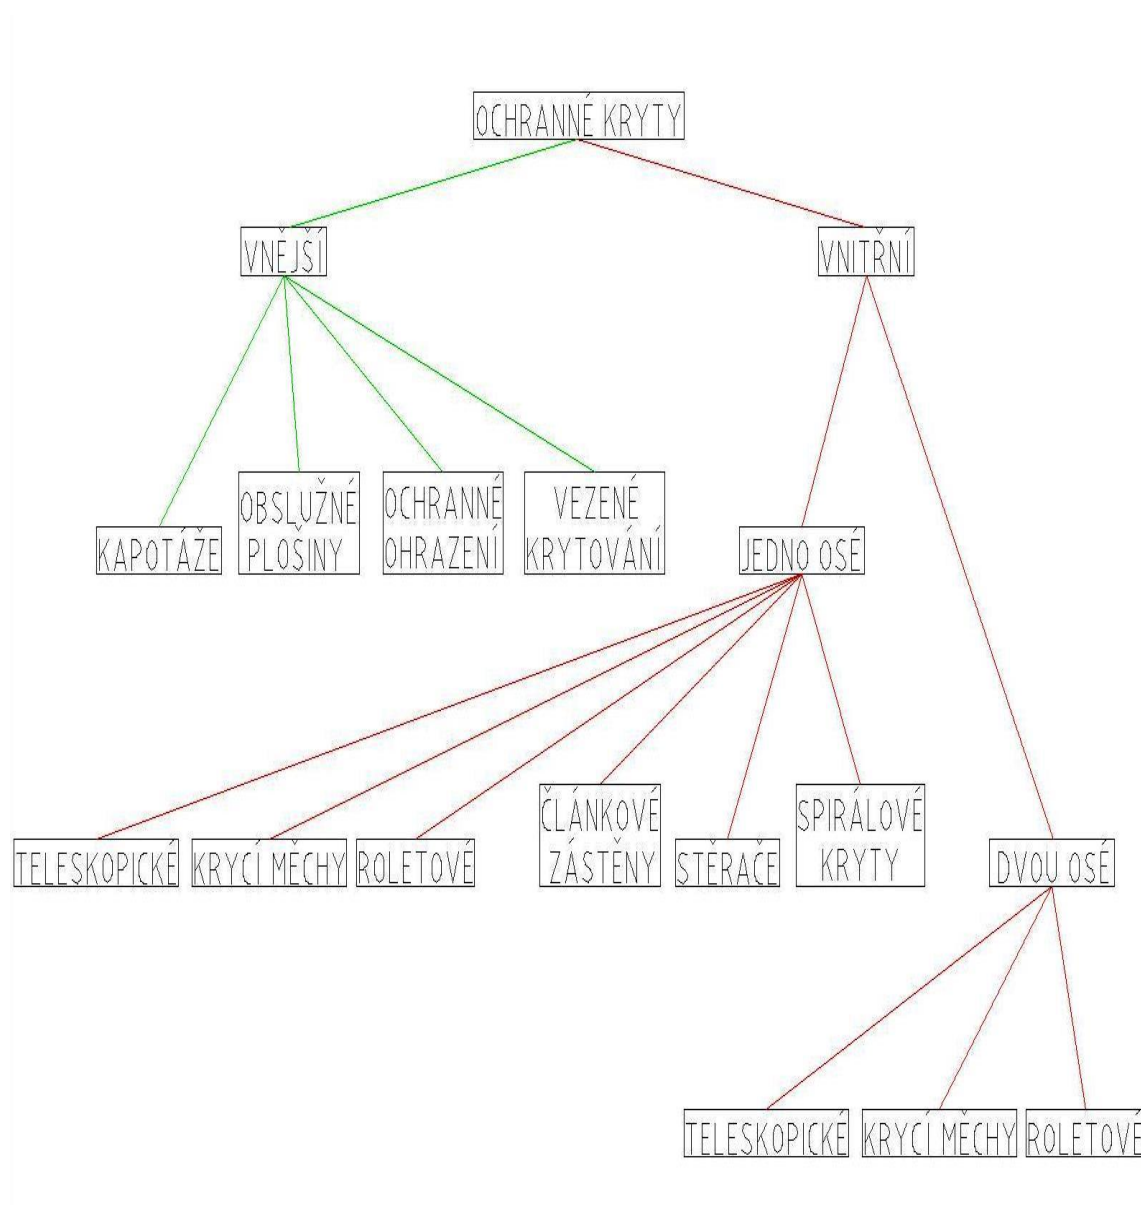 OCHRANNÉ KRYTY
VNĚJŠÍ
VNITŘNÍ
KAPOTÁŽE
OBSLUŽNÉ
PLOŠINY
OCHRANNÉ
OHRAZENÍ
VEZENÉ
KRYTOVÁNÍ
JEDNO OSÉ
TELESKOPICKÉ
KRYCÍ MĚCHY
ROLETOVÉ
ČLÁNKOVÉ
ZÁSTĚNY
STĚRAČE
SPIRÁLOVÉ
KRYTY
DVOU OSÉ
TELESKOPICKÉ
KRYCÍ MĚCHY
ROLETOVÉ